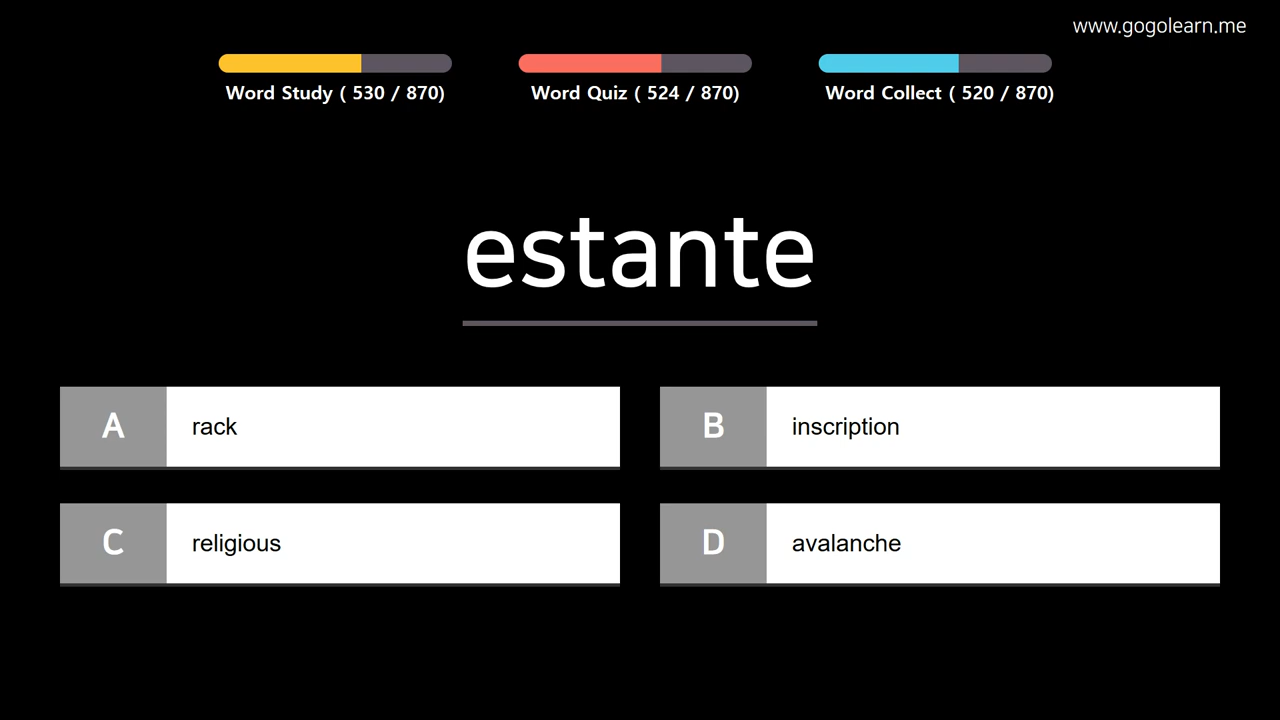 www.gogolearn.me
Word Study ( 530 / 870)
Word Quiz ( 524 / 870)
Word Collect ( 520 / 870)
estante
A rack
B inscription
C religious
D avalanche